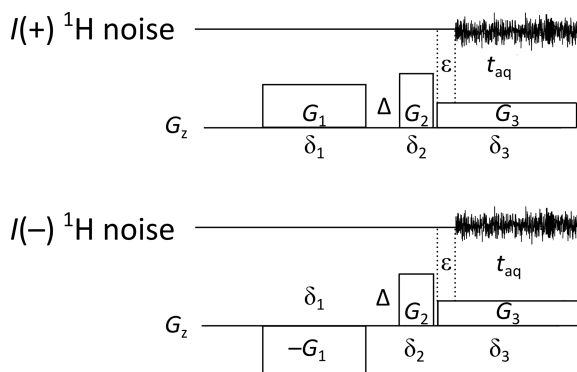 I(+) ¹H noise
ε t_aq
G_z G₁ Δ G₂ G₃
δ₁ δ₂ δ₃
I(–) ¹H noise
ε t_aq
δ₁ Δ G₂ G₃
G_z
–G₁ δ₂ δ₃